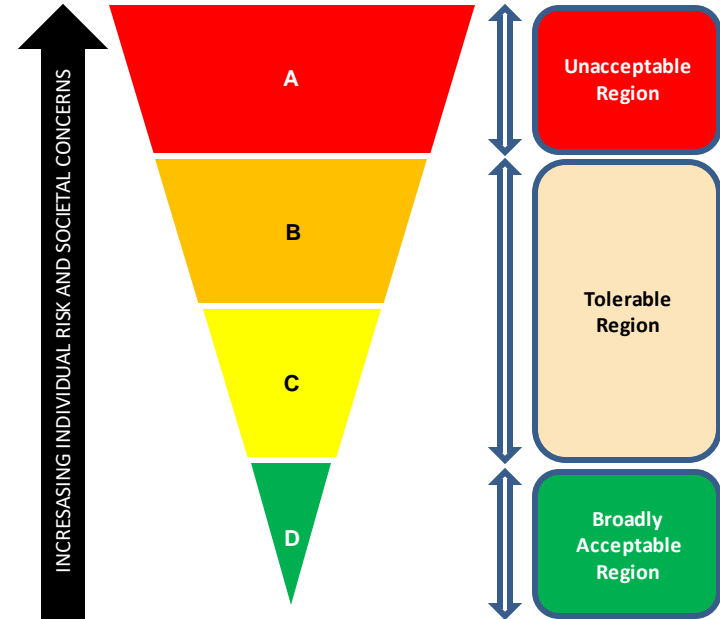 INCRESASING INDIVIDUAL RISK AND SOCIETAL CONCERNS
A
B
C
D
Unacceptable
Region
Tolerable
Region
Broadly
Acceptable
Region